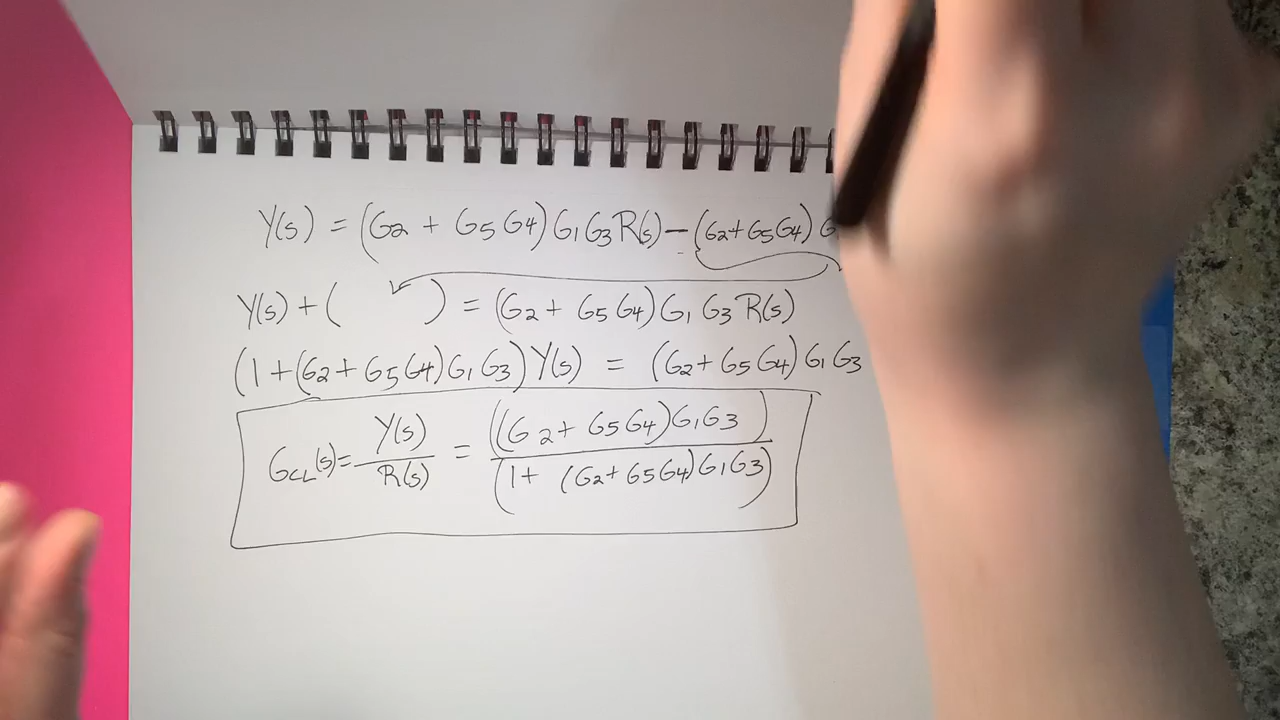 Y(s) = (G2 + G5G4)G1G3R(s) – (G2+G5G4) G
Y(s) + ( ) = (G2 + G5G4)G1G3R(s)
(1+(G2+G5G4)G1G3)Y(s) = (G2+G5G4)G1G3
GCL(s) = Y(s) / R(s) = ((G2+ G5G4)G1G3) / (1+ (G2+G5G4)G1G3)